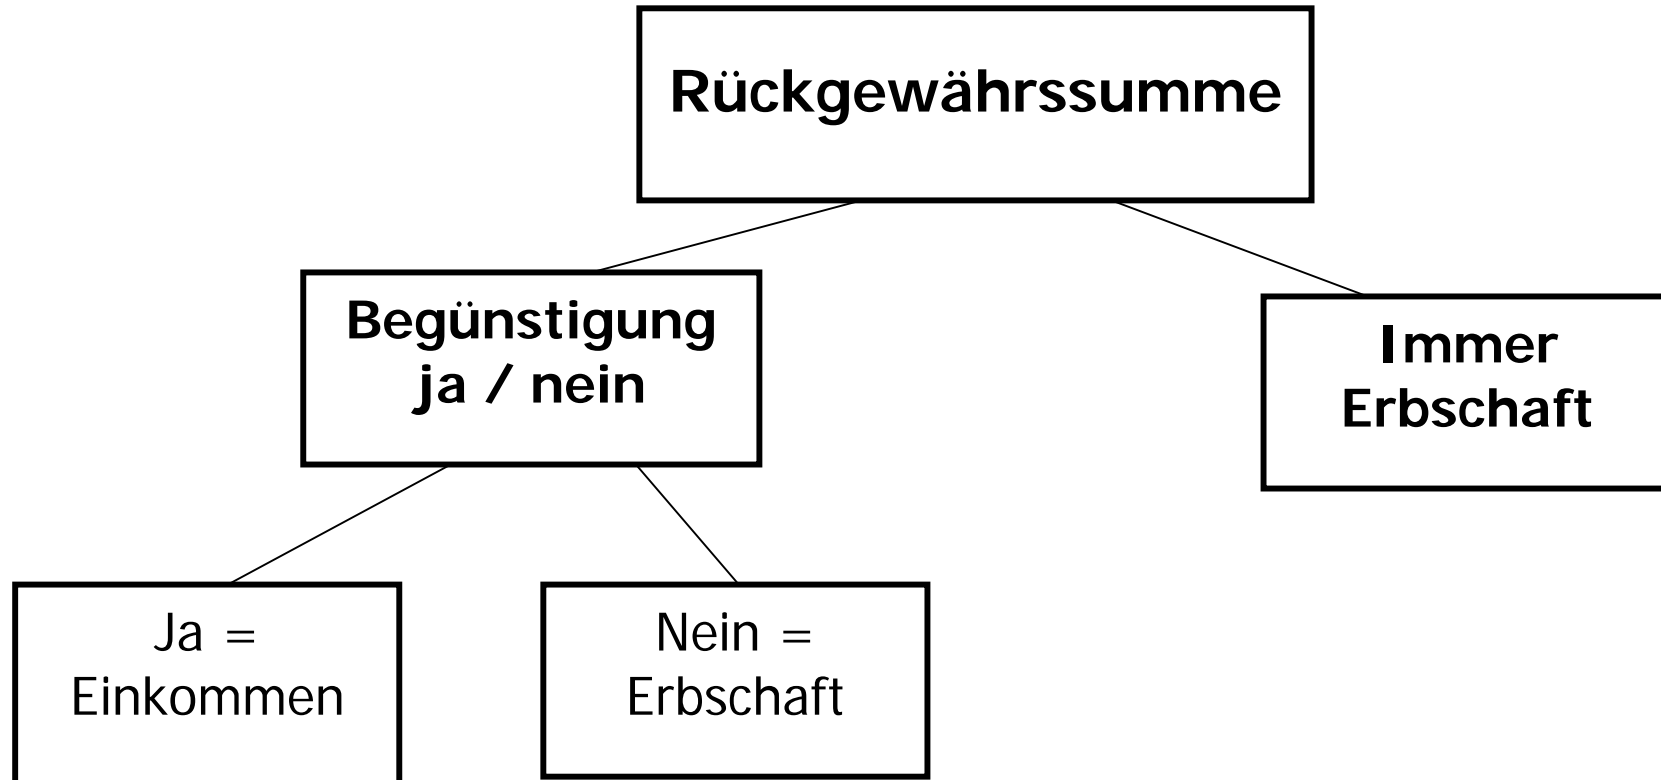 Rückgewährssumme
Begünstigung
ja / nein
Immer
Erbschaft
Ja =
Einkommen
Nein =
Erbschaft